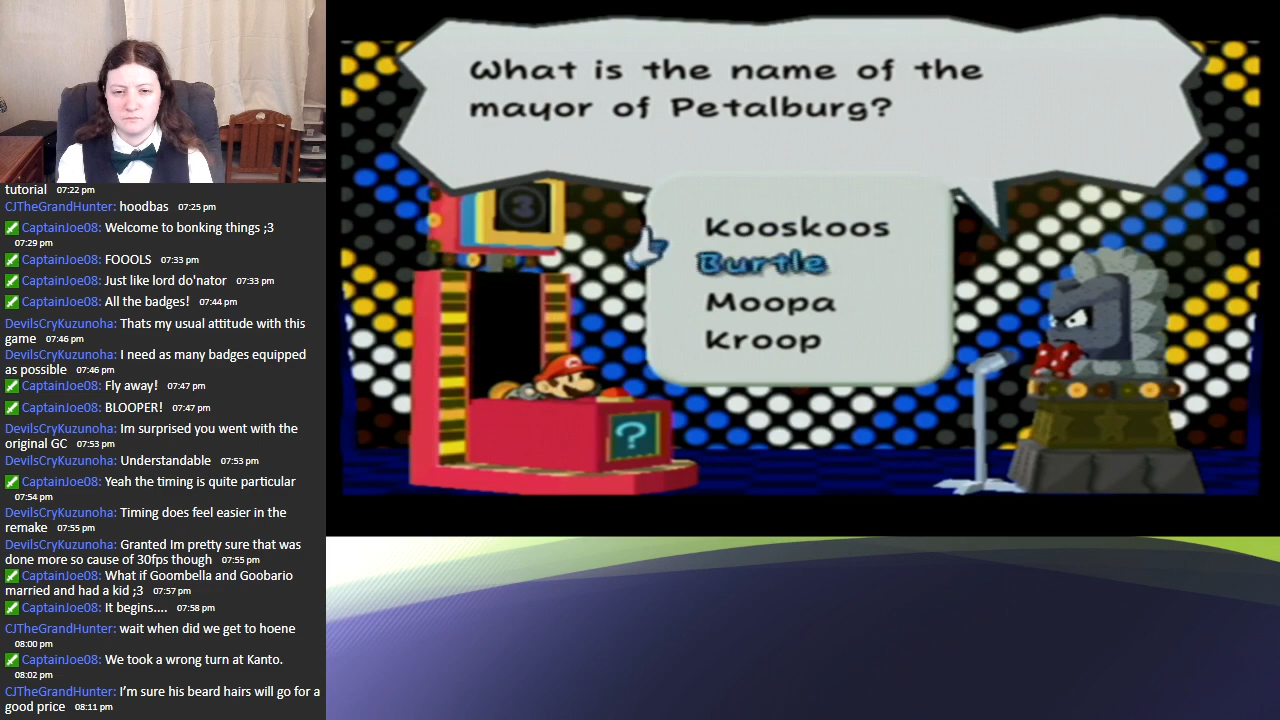 tutorial 07:22 pm
CJTheGrandHunter: hoodbas 07:25 pm
CaptainJoe08: Welcome to bonking things ;3
07:29 pm
CaptainJoe08: FOOOLS 07:33 pm
CaptainJoe08: Just like lord do'nator 07:33 pm
CaptainJoe08: All the badges! 07:44 pm
DevilsCryKuzunoha: Thats my usual attitude with this
game 07:46 pm
DevilsCryKuzunoha: I need as many badges equipped
as possible 07:46 pm
CaptainJoe08: Fly away! 07:47 pm
CaptainJoe08: BLOOPER! 07:47 pm
DevilsCryKuzunoha: Im surprised you went with the
original GC 07:53 pm
DevilsCryKuzunoha: Understandable 07:53 pm
CaptainJoe08: Yeah the timing is quite particular
07:54 pm
DevilsCryKuzunoha: Timing does feel easier in the
remake 07:55 pm
DevilsCryKuzunoha: Granted Im pretty sure that was
done more so cause of 30fps though 07:55 pm
CaptainJoe08: What if Goombella and Goobario
married and had a kid ;3 07:57 pm
CaptainJoe08: It begins.... 07:58 pm
CJTheGrandHunter: wait when did we get to hoene
08:00 pm
CaptainJoe08: We took a wrong turn at Kanto.
08:02 pm
CJTheGrandHunter: I'm sure his beard hairs will go for a
good price 08:11 pm
What is the name of the
mayor of Petalburg?
Kooskoos
Burtle
Moopa
Kroop
3
?